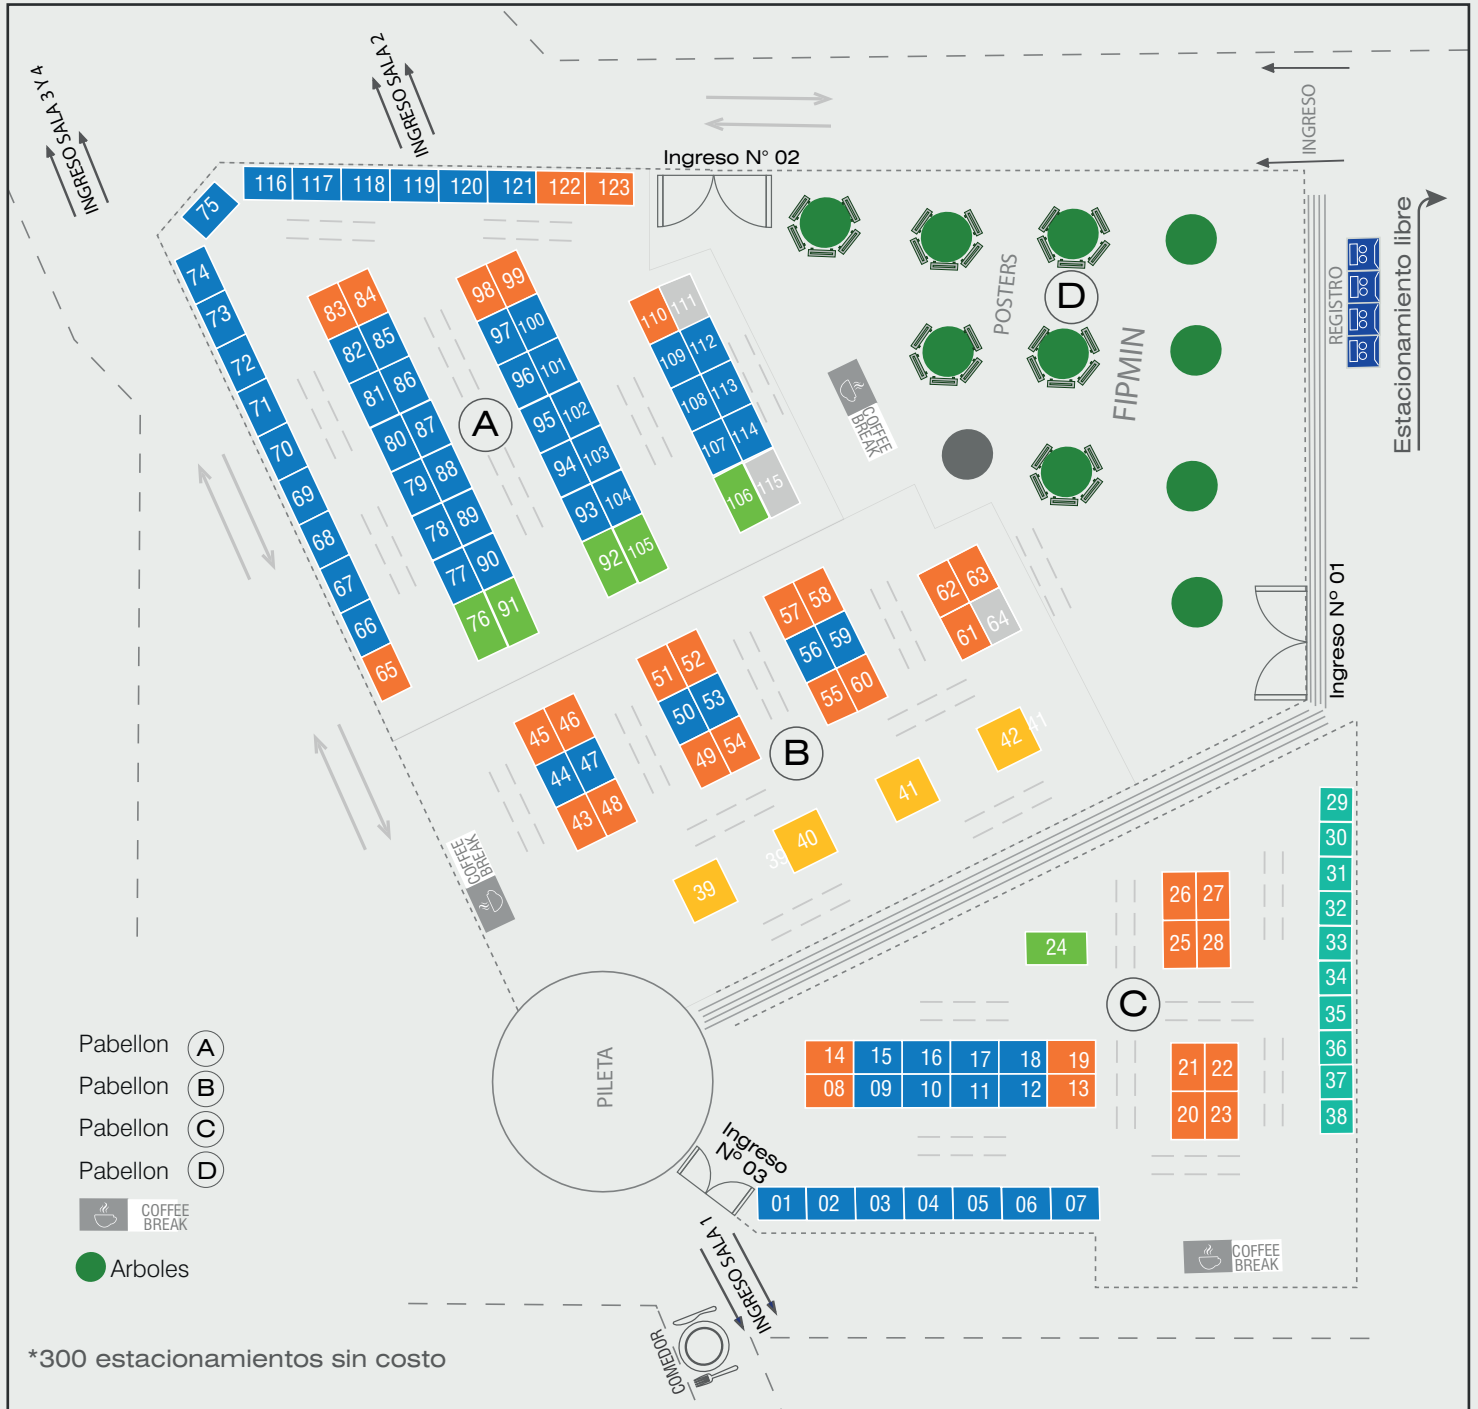 INGRESO SALA 3 Y 4
INGRESO SALA 2
INGRESO
Ingreso N° 02
116 117 118 119 120 121 122 123
75
74
73
72
71
70
69
68
67
66
65
83 84
82 85
81 86
80 87
79 88
78 89
77 90
76 91
A
98 99
97 100
96 101
95 102
94 103
93 104
92 105
110 111
109 112
108 113
107 114
106 115
COFFEE
BREAK
POSTERS
D
FIPMIN
REGISTRO
Estacionamiento libre
Ingreso Nº 01
45 46
44 47
43 48
51 52
50 53
49 54
57 58
56 59
55 60
62 63
61 64
B
42 41
41
39 40
39
COFFEE
BREAK
29
30
31
32
33
34
35
36
37
38
26 27
25 28
24
C
14 15 16 17 18 19
08 09 10 11 12 13
21 22
20 23
PILETA
Ingreso
Nº 03
01 02 03 04 05 06 07
INGRESO SALA 1
COFFEE
BREAK
COMEDOR
Pabellon A
Pabellon B
Pabellon C
Pabellon D
COFFEE
BREAK
Arboles
*300 estacionamientos sin costo